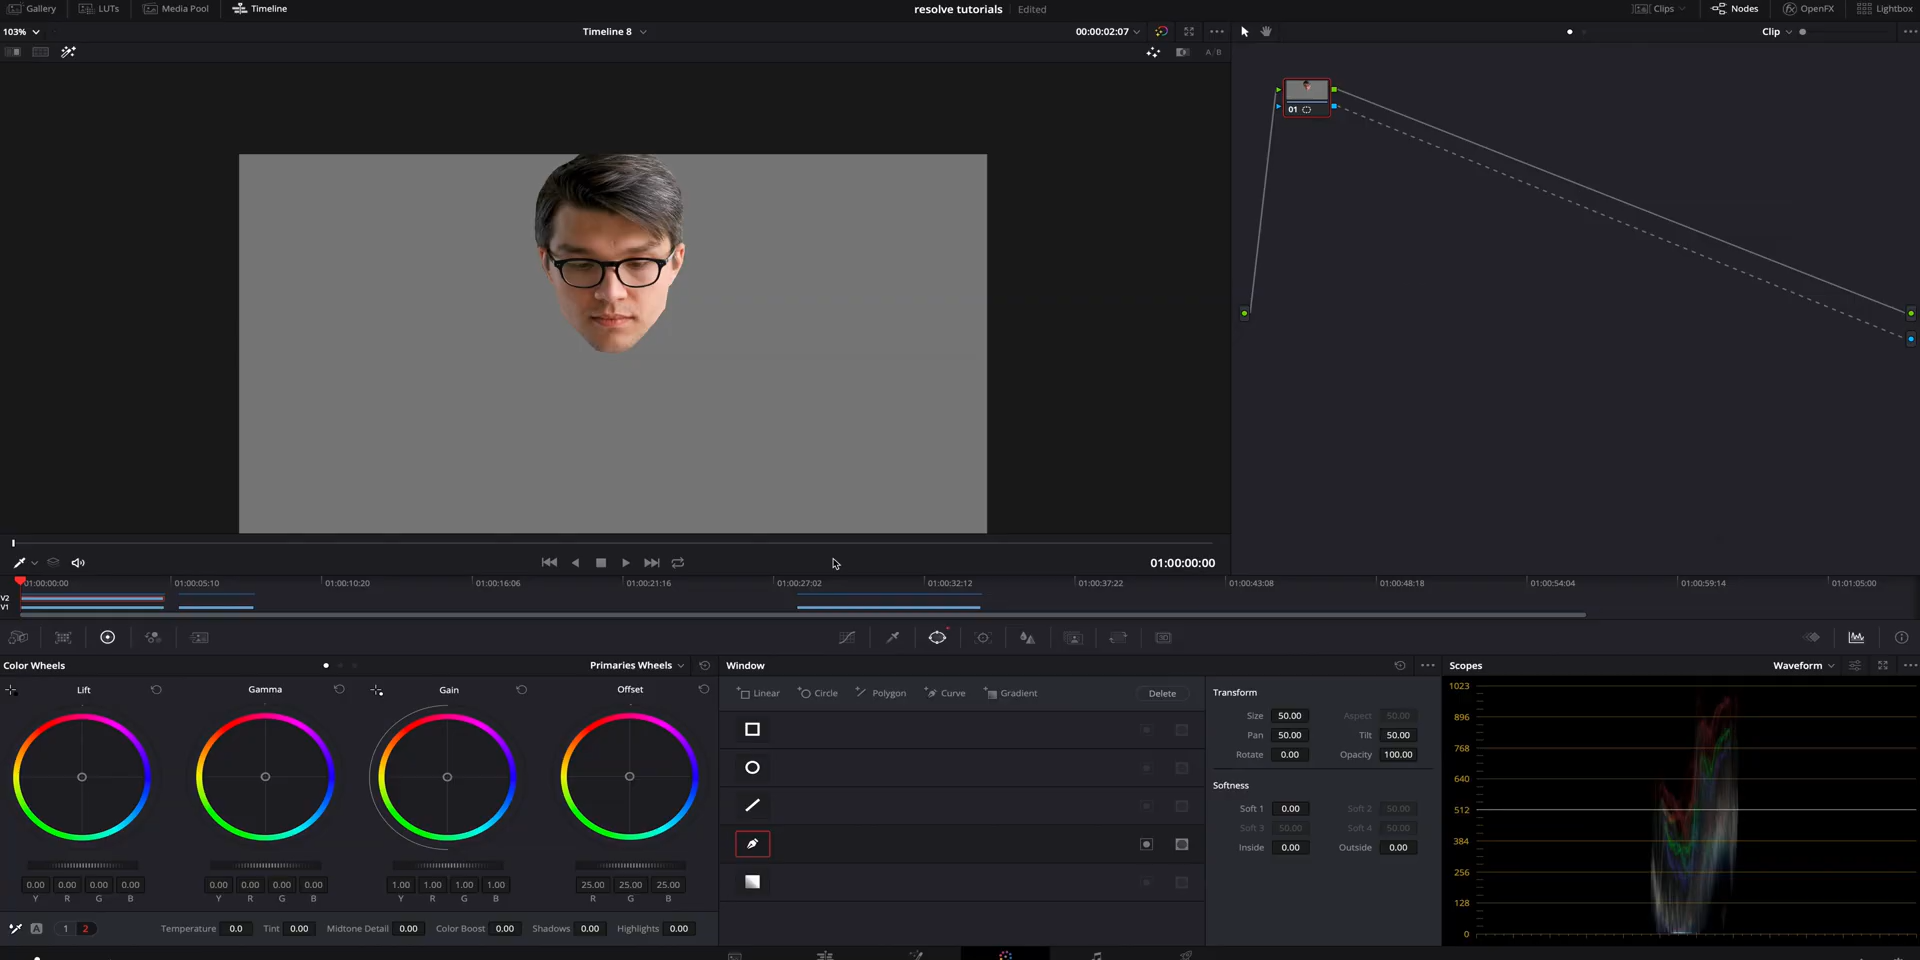 Gallery LUTs Media Pool Timeline resolve tutorials Edited Clips Nodes OpenFX Lightbox
103% Timeline 8 00:00:02:07 Clip
A/B
01
01:00:00:00
01:00:00:00 01:00:05:10 01:00:10:20 01:00:16:06 01:00:21:16 01:00:27:02 01:00:32:12 01:00:37:22 01:00:43:08 01:00:48:18 01:00:54:04 01:00:59:14 01:01:05:00
V2
V1
Color Wheels Primaries Wheels Window Scopes Waveform
Lift Gamma Gain Offset
Linear Circle Polygon Curve Gradient Delete
Transform
Size 50.00 Aspect 50.00
Pan 50.00 Tilt 50.00
Rotate 0.00 Opacity 100.00
Softness
Soft 1 0.00 Soft 2 50.00
Soft 3 50.00 Soft 4 50.00
Inside 0.00 Outside 0.00
1023
896
768
640
512
384
256
128
0
0.00 0.00 0.00 0.00 0.00 0.00 0.00 0.00 1.00 1.00 1.00 1.00 25.00 25.00 25.00
Y R G B Y R G B Y R G B R G B
A 1 2 Temperature 0.0 Tint 0.00 Midtone Detail 0.00 Color Boost 0.00 Shadows 0.00 Highlights 0.00